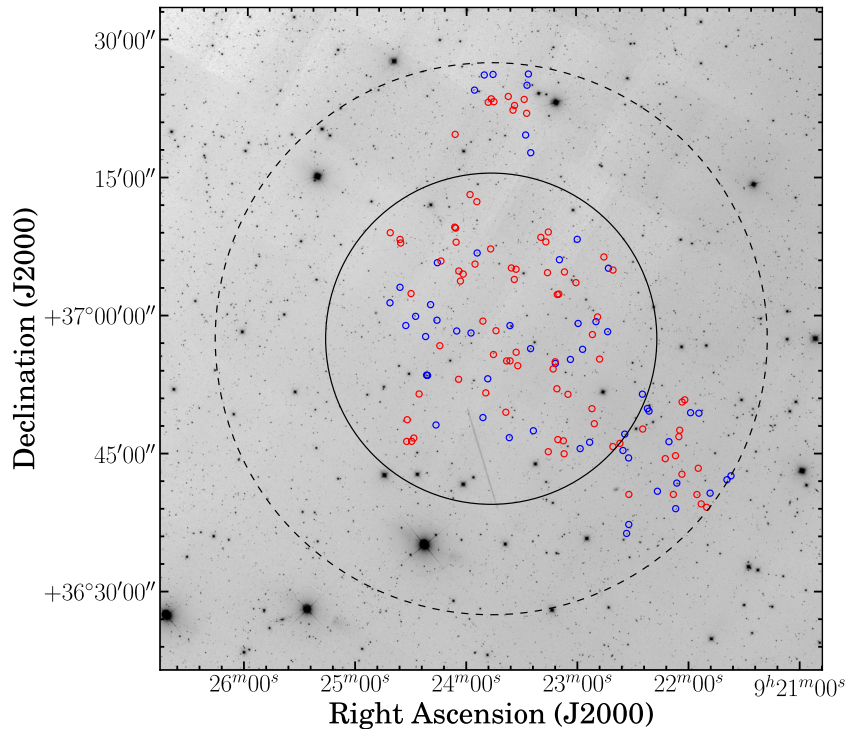 30′00″
15′00″
+37°00′00″
45′00″
+36°30′00″
Declination (J2000)
26ᵐ00ˢ 25ᵐ00ˢ 24ᵐ00ˢ 23ᵐ00ˢ 22ᵐ00ˢ 9ʰ21ᵐ00ˢ
Right Ascension (J2000)